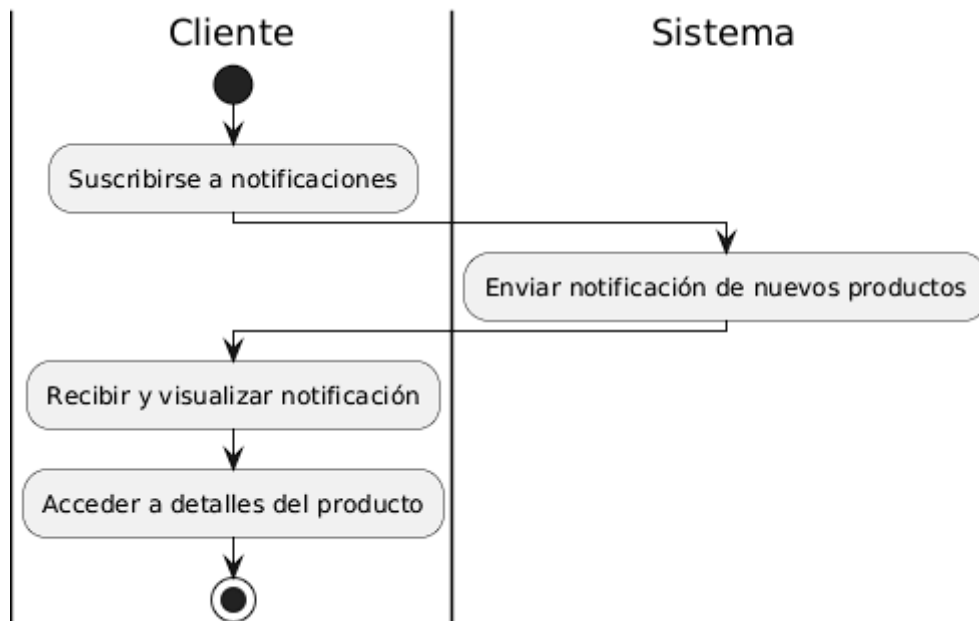 Cliente
Sistema
Suscribirse a notificaciones
Enviar notificación de nuevos productos
Recibir y visualizar notificación
Acceder a detalles del producto